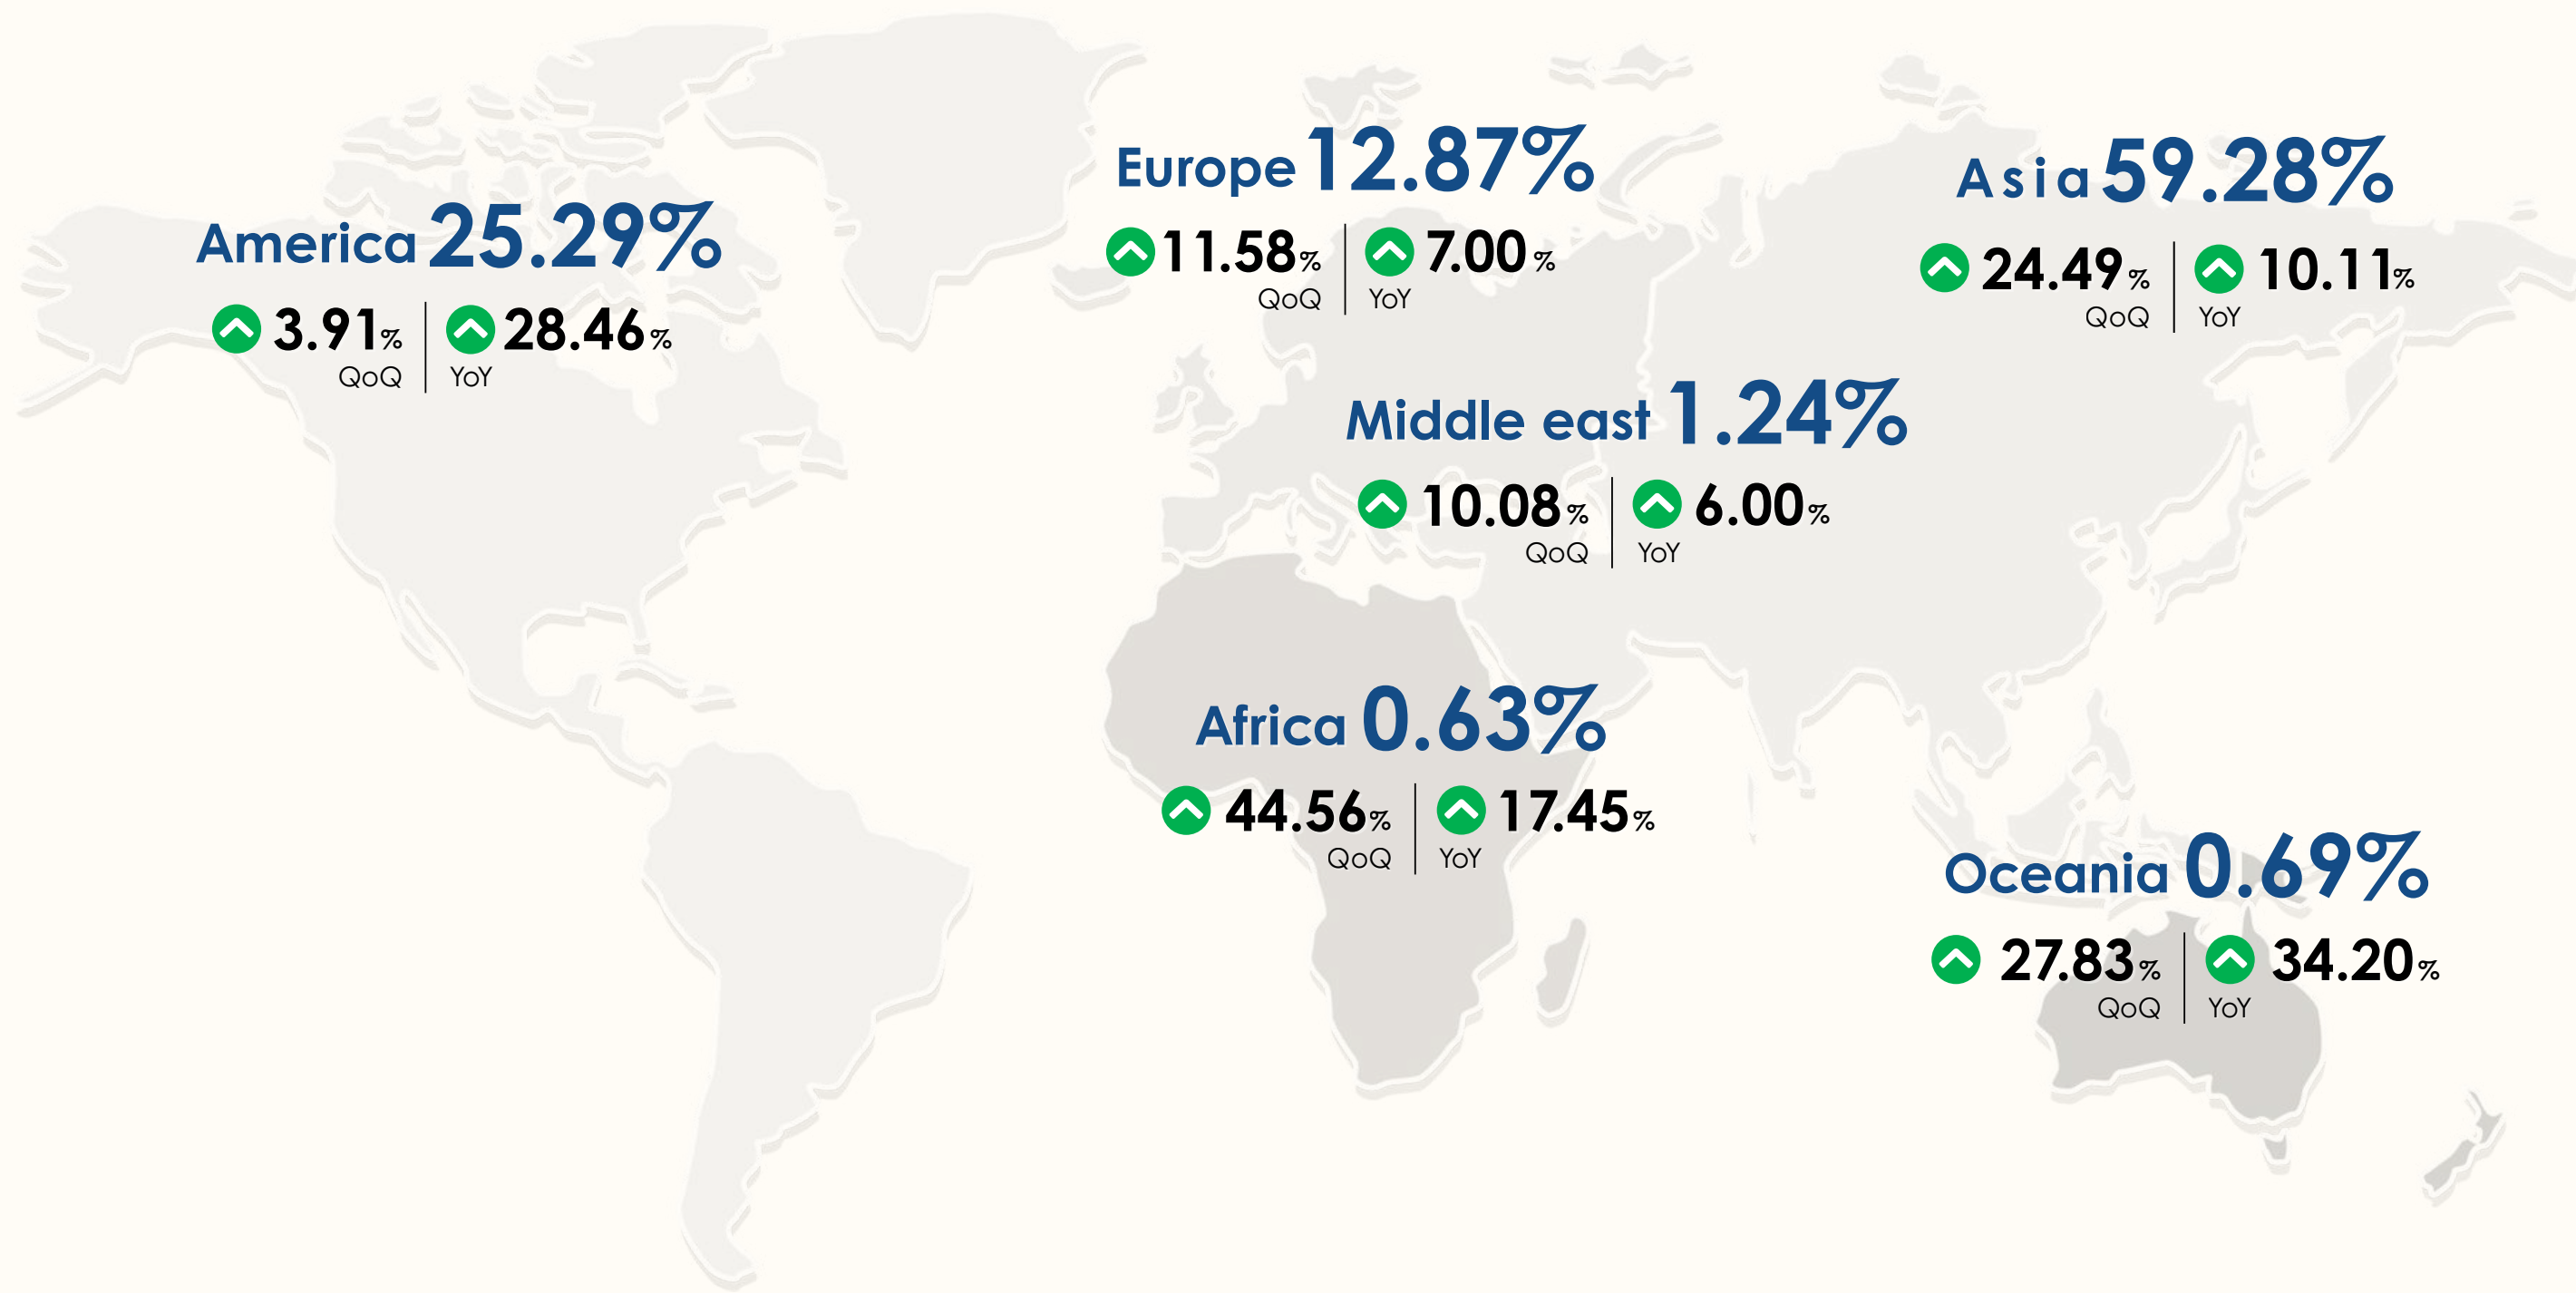 America 25.29%
3.91% 28.46%
QoQ YoY
Europe 12.87%
11.58% 7.00%
QoQ YoY
Asia 59.28%
24.49% 10.11%
QoQ YoY
Middle east 1.24%
10.08% 6.00%
QoQ YoY
Africa 0.63%
44.56% 17.45%
QoQ YoY
Oceania 0.69%
27.83% 34.20%
QoQ YoY